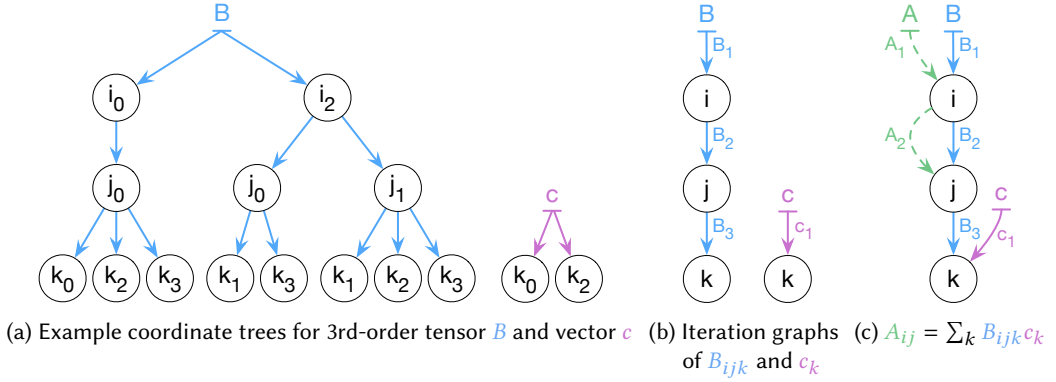 B
i₀ i₂
j₀ j₀ j₁
k₀ k₂ k₃ k₁ k₃ k₁ k₂ k₃
c
k₀ k₂
(a) Example coordinate trees for 3rd-order tensor B and vector c
B
B₁
i
B₂
j
B₃
k
c
c₁
k
(b) Iteration graphs
of Bᵢⱼₖ and cₖ
A B
A₁ B₁
i
A₂ B₂
j
c
B₃ c₁
k
(c) Aᵢⱼ = ∑ₖ Bᵢⱼₖcₖ